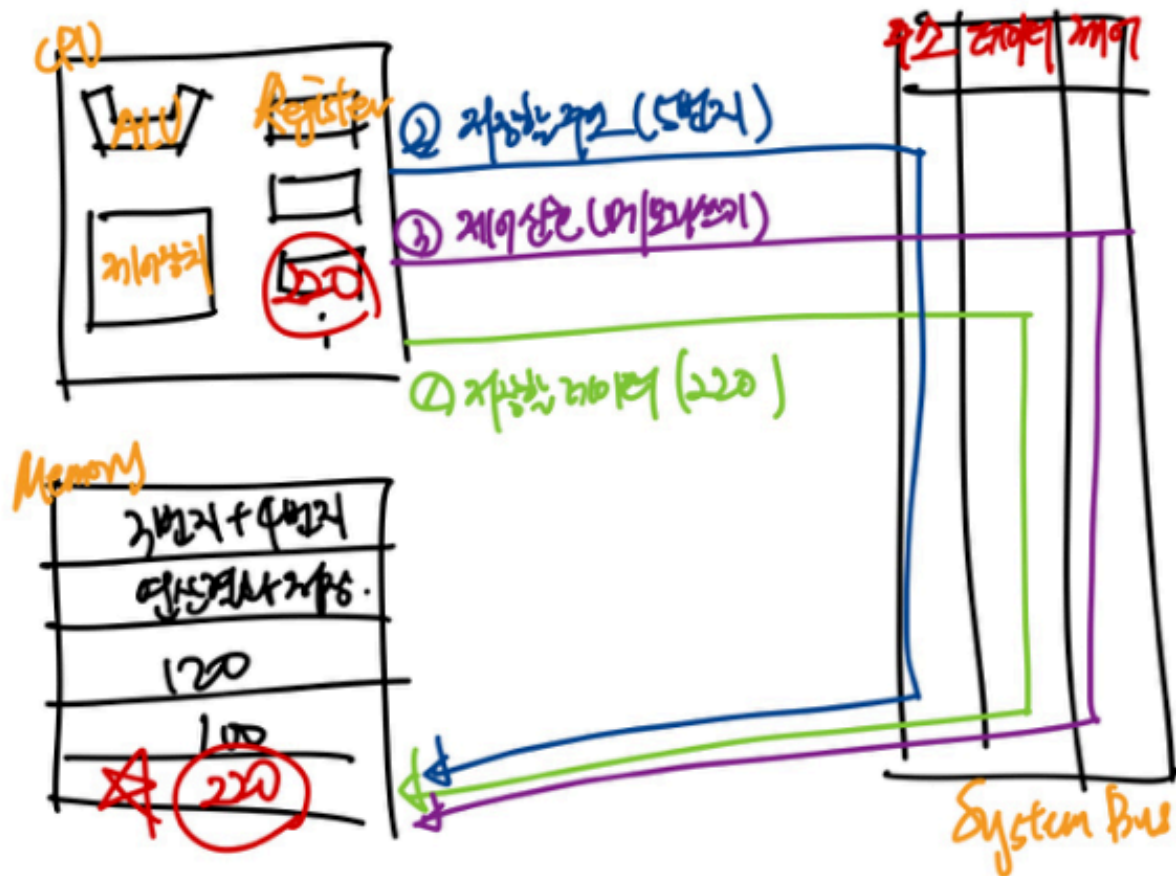 CPU
ALU
Register
제어장치
220
② 저장할 주소 (5번지)
③ 제어신호 (메모리쓰기)
① 저장할 데이터 (220)
주소 데이터 제어
Memory
3번지 + 4번지
연산결과 저장.
120
100
220
System Bus